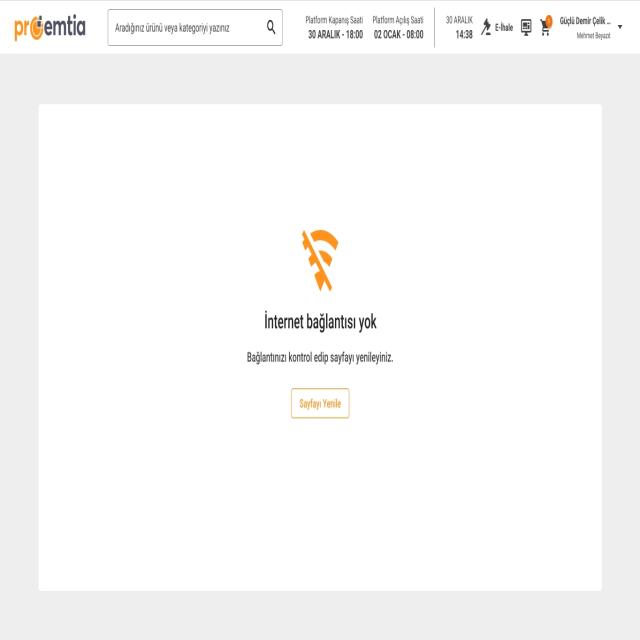 proemtia
Aradığınız ürünü veya kategoriyi yazınız
Platform Kapanış Saati
30 ARALIK - 18:00
Platform Açılış Saati
02 OCAK - 08:00
30 ARALIK
14:38
E-İhale
Güçlü Demir Çelik ...
Mehmet Beyazıt
İnternet bağlantısı yok
Bağlantınızı kontrol edip sayfayı yenileyiniz.
Sayfayı Yenile